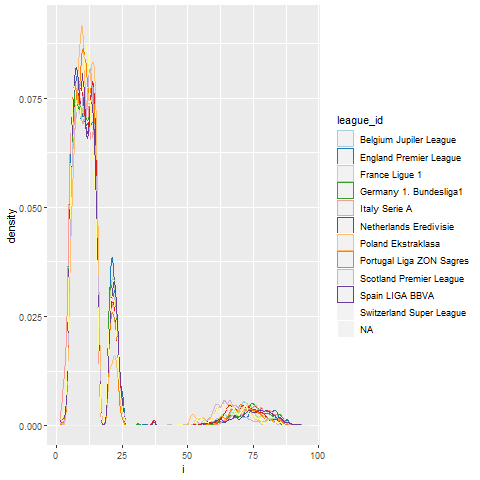 0.075
0.050
0.025
0.000
density
0
25
50
75
100
i
league_id
Belgium Jupiler League
England Premier League
France Ligue 1
Germany 1. Bundesliga1
Italy Serie A
Netherlands Eredivisie
Poland Ekstraklasa
Portugal Liga ZON Sagres
Scotland Premier League
Spain LIGA BBVA
Switzerland Super League
NA